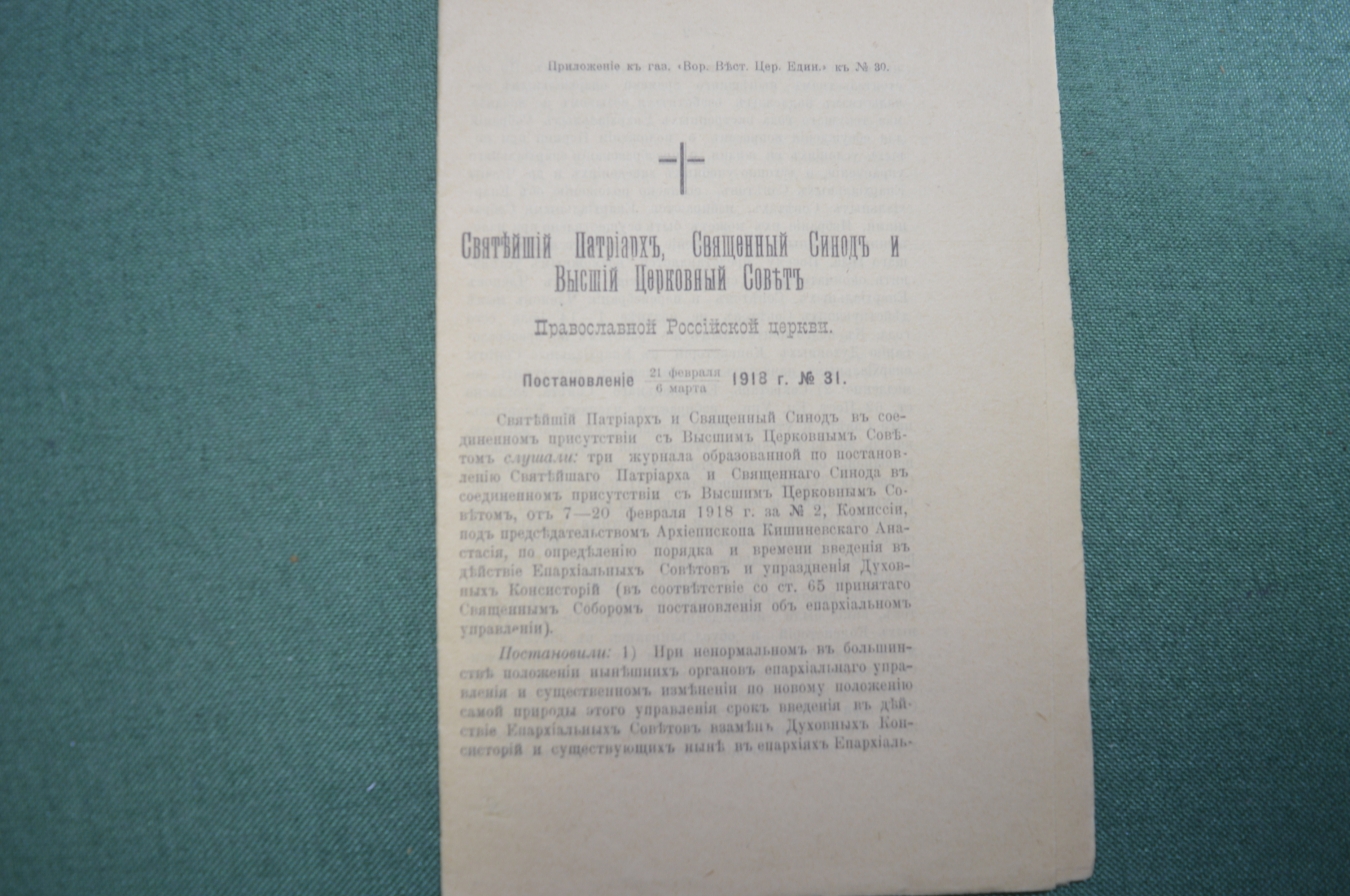 Приложеніе къ газ. «Вор. Вѣст. Цер. Един.» къ № 30.
Святѣйшій Патріархъ, Священный Синодъ и
Высшій Церковный Совѣтъ
Православной Россійской церкви.
Постановленіе 21 февраля / 6 марта 1918 г. № 31.
Святѣйшій Патріархъ и Священный Синодъ въ сое-
диненномъ присутствіи съ Высшимъ Церковнымъ Совѣ-
томъ слушали: три журнала образованной по постанов-
ленію Святѣйшаго Патріарха и Священнаго Синода въ
соединенномъ присутствіи съ Высшимъ Церковнымъ Со-
вѣтомъ, отъ 7—20 февраля 1918 г. за № 2, Комиссіи,
подъ предсѣдательствомъ Архіепископа Кишиневскаго Ана-
стасія, по опредѣленію порядка и времени введенія въ
дѣйствіе Епархіальныхъ Совѣтовъ и упраздненія Духов-
ныхъ Консисторій (въ соотвѣтствіе со ст. 65 принятаго
Священнымъ Соборомъ постановленія объ епархіальномъ
управленіи).
Постановили: 1) При ненормальномъ въ большин-
ствѣ положеніи нынѣшнихъ органовъ епархіальнаго упра-
вленія и существенномъ измѣненіи по новому положенію
самой природы этого управленія срокъ введенія въ дѣй-
ствіе Епархіальныхъ Совѣтовъ взамѣнъ Духовныхъ Кон-
систорій и существующихъ нынѣ въ епархіяхъ Епархіаль-